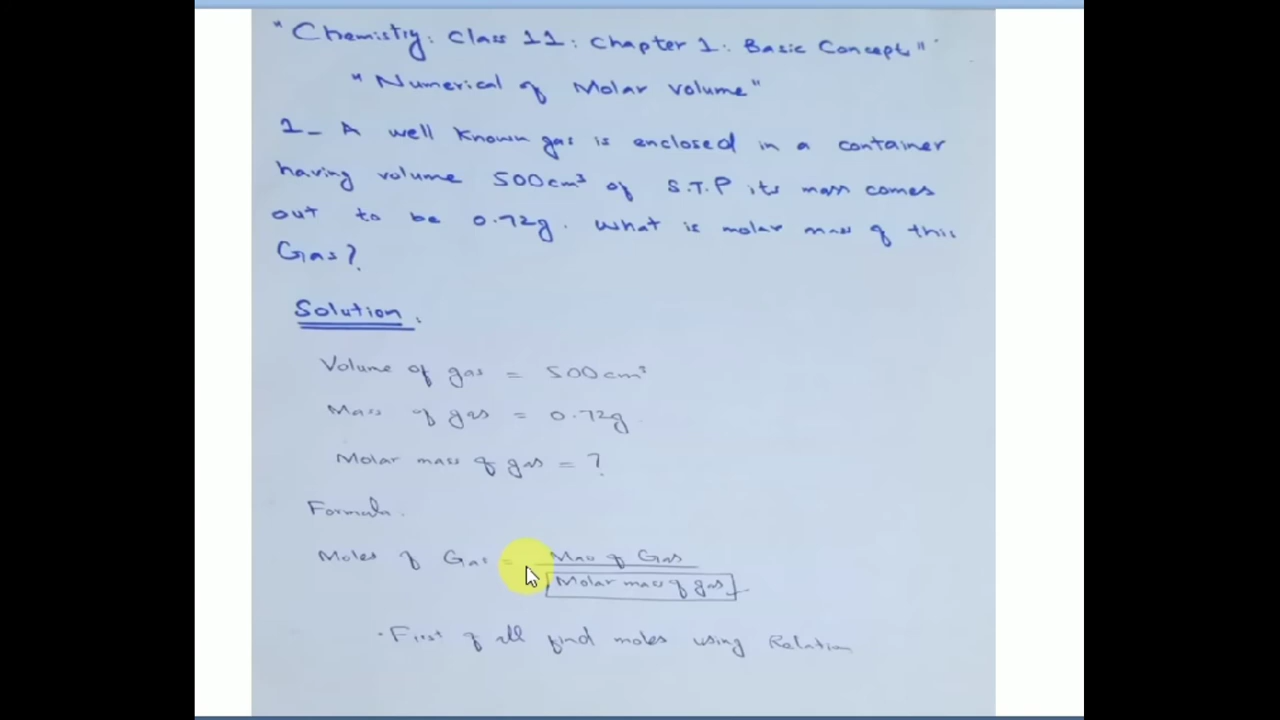 "Chemistry: Class 11: Chapter 1: Basic Concept"
"Numerical of Molar Volume"
1- A well known gas is enclosed in a container
having volume 500cm³ of S.T.P its mass comes
out to be 0.72g. What is molar mass of this
Gas?
Solution.
Volume of gas = 500cm³
Mass of gas = 0.72g
Molar mass of gas = ?
Formula.
Moles of Gas = Mass of Gas
Molar mass of gas
First of all find moles using Relation